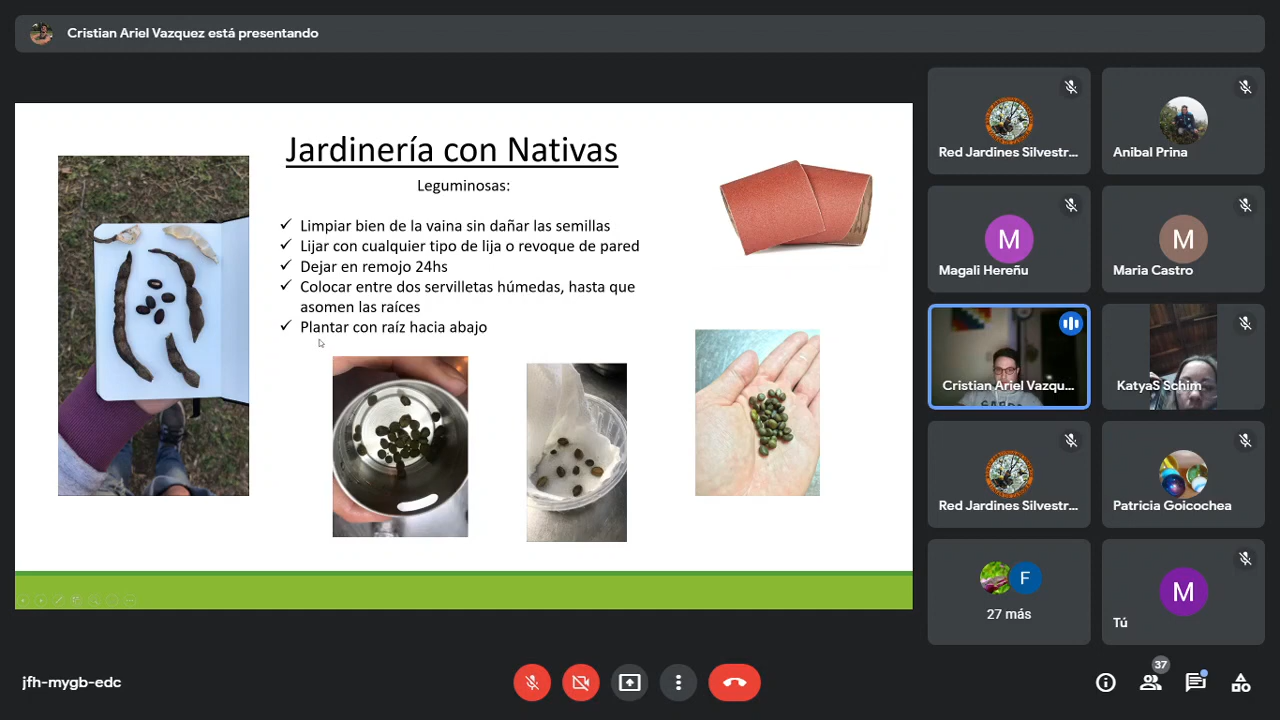 Cristian Ariel Vazquez está presentando
Jardinería con Nativas
Leguminosas:
✓ Limpiar bien de la vaina sin dañar las semillas
✓ Lijar con cualquier tipo de lija o revoque de pared
✓ Dejar en remojo 24hs
✓ Colocar entre dos servilletas húmedas, hasta que
asomen las raíces
✓ Plantar con raíz hacia abajo
Red Jardines Silvestr...
Anibal Prina
M
Magali Hereñu
M
Maria Castro
Cristian Ariel Vazqu...
KatyaS Schim
Red Jardines Silvestr...
Patricia Goicochea
F
27 más
M
Tú
jfh-mygb-edc
37